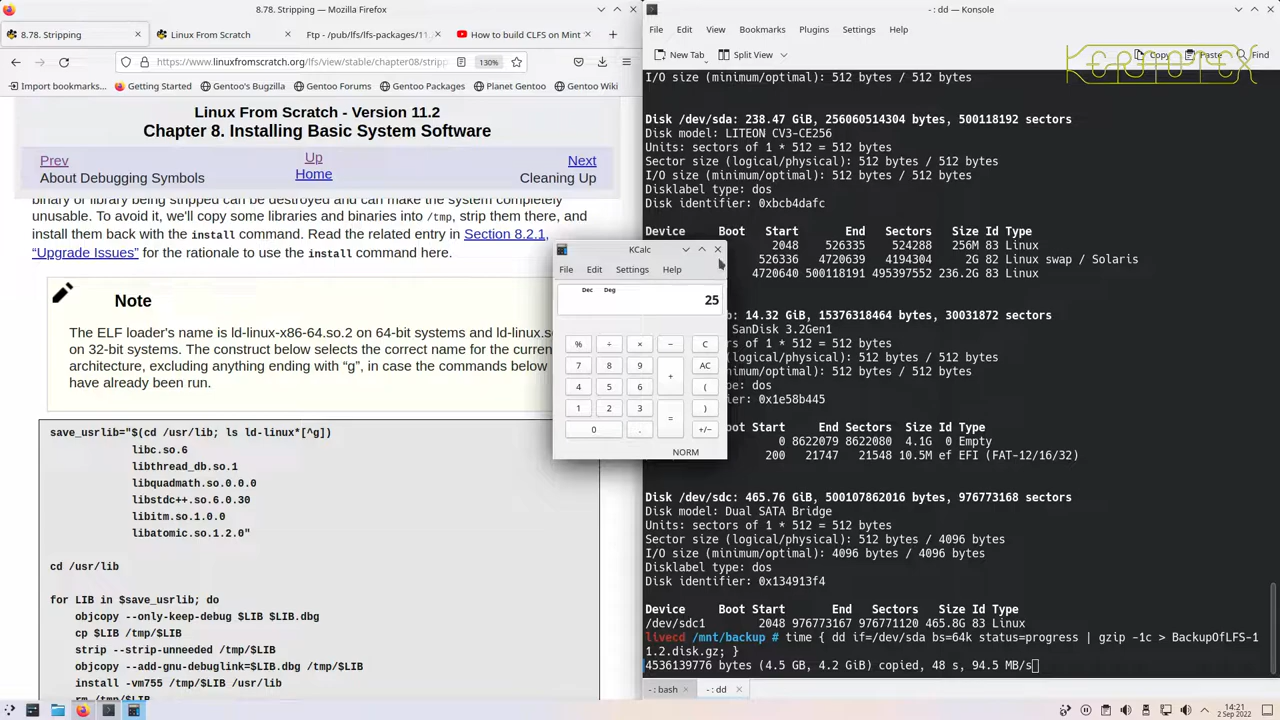 8.78. Stripping — Mozilla Firefox
8.78. Stripping
Linux From Scratch
Ftp - /pub/lfs/lfs-packages/11.
How to build CLFS on Mint
https://www.linuxfromscratch.org/lfs/view/stable/chapter08/stripp
Import bookmarks...
Getting Started
Gentoo's Bugzilla
Gentoo Forums
Gentoo Packages
Planet Gentoo
Gentoo Wiki
Linux From Scratch - Version 11.2
Chapter 8. Installing Basic System Software
Prev
Up
Next
About Debugging Symbols
Home
Cleaning Up
binary or library being stripped can be destroyed and can make the system completely
unusable. To avoid it, we'll copy some libraries and binaries into /tmp, strip them there, and
install them back with the install command. Read the related entry in Section 8.2.1,
“Upgrade Issues” for the rationale to use the install command here.
Note
The ELF loader's name is ld-linux-x86-64.so.2 on 64-bit systems and ld-linux.s
on 32-bit systems. The construct below selects the correct name for the curren
architecture, excluding anything ending with “g”, in case the commands below
have already been run.
save_usrlib="$(cd /usr/lib; ls ld-linux*[^g])
libc.so.6
libthread_db.so.1
libquadmath.so.0.0.0
libstdc++.so.6.0.30
libitm.so.1.0.0
libatomic.so.1.2.0"
cd /usr/lib
for LIB in $save_usrlib; do
objcopy --only-keep-debug $LIB $LIB.dbg
cp $LIB /tmp/$LIB
strip --strip-unneeded /tmp/$LIB
objcopy --add-gnu-debuglink=$LIB.dbg /tmp/$LIB
install -vm755 /tmp/$LIB /usr/lib
rm /tmp/$LIB
KCalc
File Edit Settings Help
Dec Deg
25
% ÷ × − C
7 8 9 AC
+
4 5 6 (
1 2 3 )
=
0 . +/−
NORM
- : dd — Konsole
File Edit View Bookmarks Plugins Settings Help
New Tab Split View Copy Paste Find
KERNOTEX
I/O size (minimum/optimal): 512 bytes / 512 bytes
Disk /dev/sda: 238.47 GiB, 256060514304 bytes, 500118192 sectors
Disk model: LITEON CV3-CE256
Units: sectors of 1 * 512 = 512 bytes
Sector size (logical/physical): 512 bytes / 512 bytes
I/O size (minimum/optimal): 512 bytes / 512 bytes
Disklabel type: dos
Disk identifier: 0xbcb4dafc
Device Boot Start End Sectors Size Id Type
2048 526335 524288 256M 83 Linux
526336 4720639 4194304 2G 82 Linux swap / Solaris
4720640 500118191 495397552 236.2G 83 Linux
b: 14.32 GiB, 15376318464 bytes, 30031872 sectors
SanDisk 3.2Gen1
rs of 1 * 512 = 512 bytes
(logical/physical): 512 bytes / 512 bytes
minimum/optimal): 512 bytes / 512 bytes
pe: dos
0x1e58b445
Boot Start End Sectors Size Id Type
0 8622079 8622080 4.1G 0 Empty
200 21747 21548 10.5M ef EFI (FAT-12/16/32)
Disk /dev/sdc: 465.76 GiB, 500107862016 bytes, 976773168 sectors
Disk model: Dual SATA Bridge
Units: sectors of 1 * 512 = 512 bytes
Sector size (logical/physical): 512 bytes / 4096 bytes
I/O size (minimum/optimal): 4096 bytes / 4096 bytes
Disklabel type: dos
Disk identifier: 0x134913f4
Device Boot Start End Sectors Size Id Type
/dev/sdc1 2048 976773167 976771120 465.8G 83 Linux
livecd /mnt/backup # time { dd if=/dev/sda bs=64k status=progress | gzip -1c > BackupOfLFS-1
1.2.disk.gz; }
4536139776 bytes (4.5 GB, 4.2 GiB) copied, 48 s, 94.5 MB/s
- : bash
- : dd
14:21
2 Sep 2022